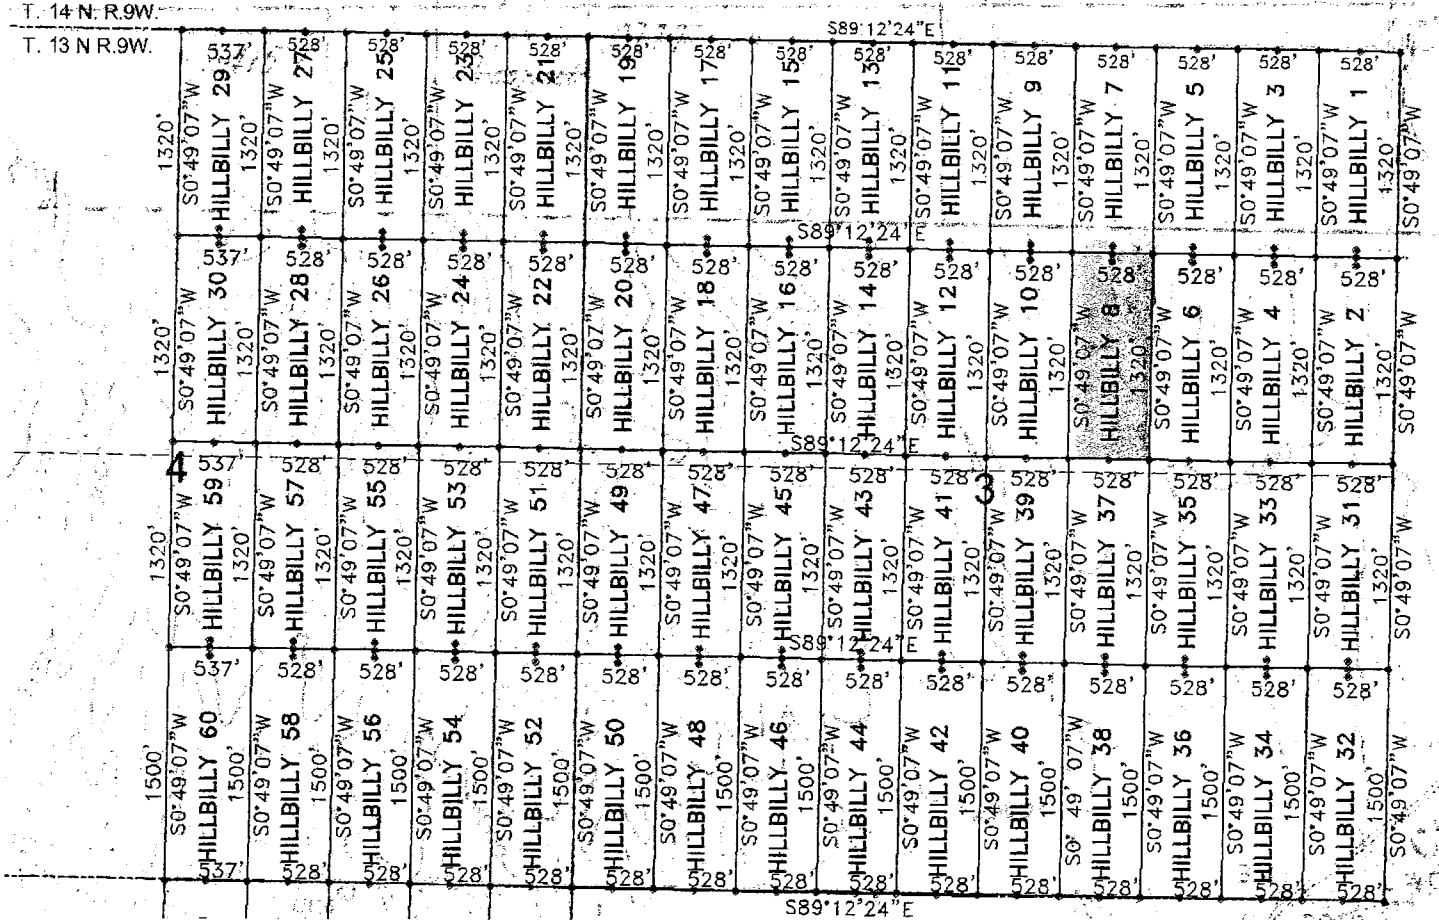 T. 14 N. R.9W.
S89°12'24"E
T. 13 N R.9W.
537' 528' 528' 528' 528' 528' 528' 528' 528' 528' 528' 528' 528' 528' 528'
1320' S0°49'07"W HILLBILLY 29 1320'
S0°49'07"W HILLBILLY 27 1320'
S0°49'07"W HILLBILLY 25 1320'
S0°49'07"W HILLBILLY 23 1320'
S0°49'07"W HILLBILLY 21 1320'
S0°49'07"W HILLBILLY 19 1320'
S0°49'07"W HILLBILLY 17 1320'
S0°49'07"W HILLBILLY 15 1320'
S0°49'07"W HILLBILLY 13 1320'
S0°49'07"W HILLBILLY 11 1320'
S0°49'07"W HILLBILLY 9 1320'
S0°49'07"W HILLBILLY 7 1320'
S0°49'07"W HILLBILLY 5 1320'
S0°49'07"W HILLBILLY 3 1320'
S0°49'07"W HILLBILLY 1 1320' S0°49'07"W
S89°12'24"E
537' 528' 528' 528' 528' 528' 528' 528' 528' 528' 528' 528' 528' 528' 528'
1320' S0°49'07"W HILLBILLY 30 1320'
S0°49'07"W HILLBILLY 28 1320'
S0°49'07"W HILLBILLY 26 1320'
S0°49'07"W HILLBILLY 24 1320'
S0°49'07"W HILLBILLY 22 1320'
S0°49'07"W HILLBILLY 20 1320'
S0°49'07"W HILLBILLY 18 1320'
S0°49'07"W HILLBILLY 16 1320'
S0°49'07"W HILLBILLY 14 1320'
S0°49'07"W HILLBILLY 12 1320'
S0°49'07"W HILLBILLY 10 1320'
S0°49'07"W HILLBILLY 8 1320'
S0°49'07"W HILLBILLY 6 1320'
S0°49'07"W HILLBILLY 4 1320'
S0°49'07"W HILLBILLY 2 1320' S0°49'07"W
S89°12'24"E
4 3
537' 528' 528' 528' 528' 528' 528' 528' 528' 528' 528' 528' 528' 528' 528'
1320' S0°49'07"W HILLBILLY 59 1320'
S0°49'07"W HILLBILLY 57 1320'
S0°49'07"W HILLBILLY 55 1320'
S0°49'07"W HILLBILLY 53 1320'
S0°49'07"W HILLBILLY 51 1320'
S0°49'07"W HILLBILLY 49 1320'
S0°49'07"W HILLBILLY 47 1320'
S0°49'07"W HILLBILLY 45 1320'
S0°49'07"W HILLBILLY 43 1320'
S0°49'07"W HILLBILLY 41 1320'
S0°49'07"W HILLBILLY 39 1320'
S0°49'07"W HILLBILLY 37 1320'
S0°49'07"W HILLBILLY 35 1320'
S0°49'07"W HILLBILLY 33 1320'
S0°49'07"W HILLBILLY 31 1320' S0°49'07"W
S89°12'24"E
537' 528' 528' 528' 528' 528' 528' 528' 528' 528' 528' 528' 528' 528' 528'
1500' S0°49'07"W HILLBILLY 60 1500'
S0°49'07"W HILLBILLY 58 1500'
S0°49'07"W HILLBILLY 56 1500'
S0°49'07"W HILLBILLY 54 1500'
S0°49'07"W HILLBILLY 52 1500'
S0°49'07"W HILLBILLY 50 1500'
S0°49'07"W HILLBILLY 48 1500'
S0°49'07"W HILLBILLY 46 1500'
S0°49'07"W HILLBILLY 44 1500'
S0°49'07"W HILLBILLY 42 1500'
S0°49'07"W HILLBILLY 40 1500'
S0° 49' 07"W HILLBILLY 38 1500'
S0°49'07"W HILLBILLY 36 1500'
S0°49'07"W HILLBILLY 34 1500'
S0°49'07"W HILLBILLY 32 1500' S0°49'07"W
537' 528' 528' 528' 528' 528' 528' 528' 528' 528' 528' 528' 528' 528' 528'
S89°12'24"E